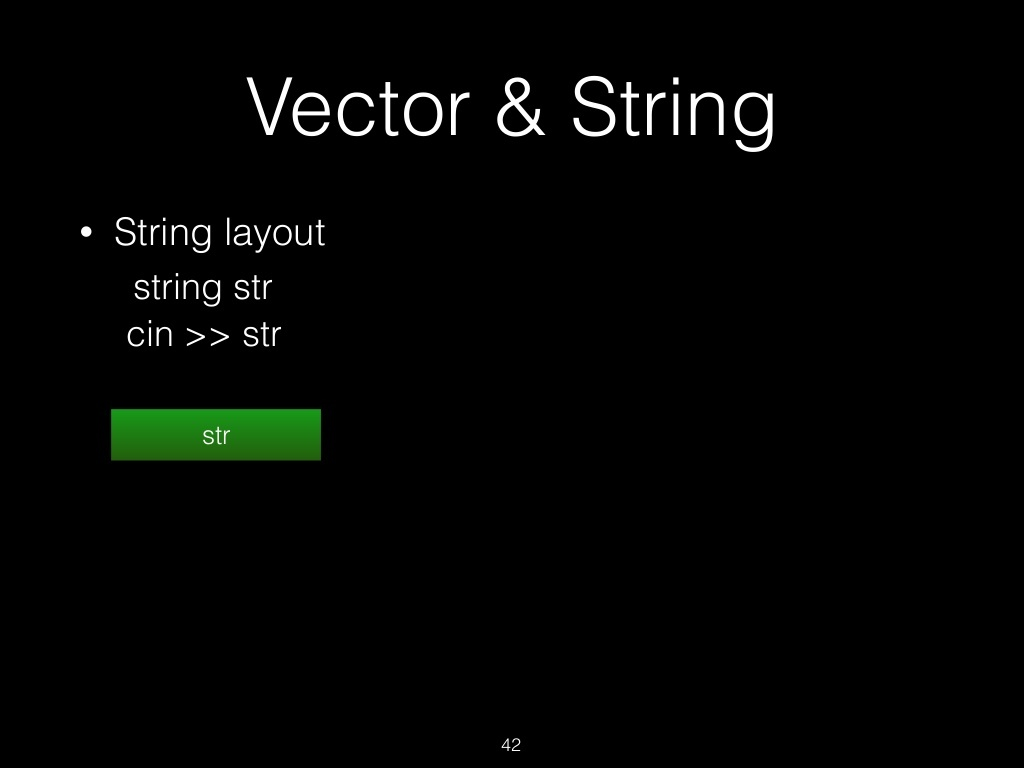 Vector & String
• String layout
string str
cin >> str
str
42